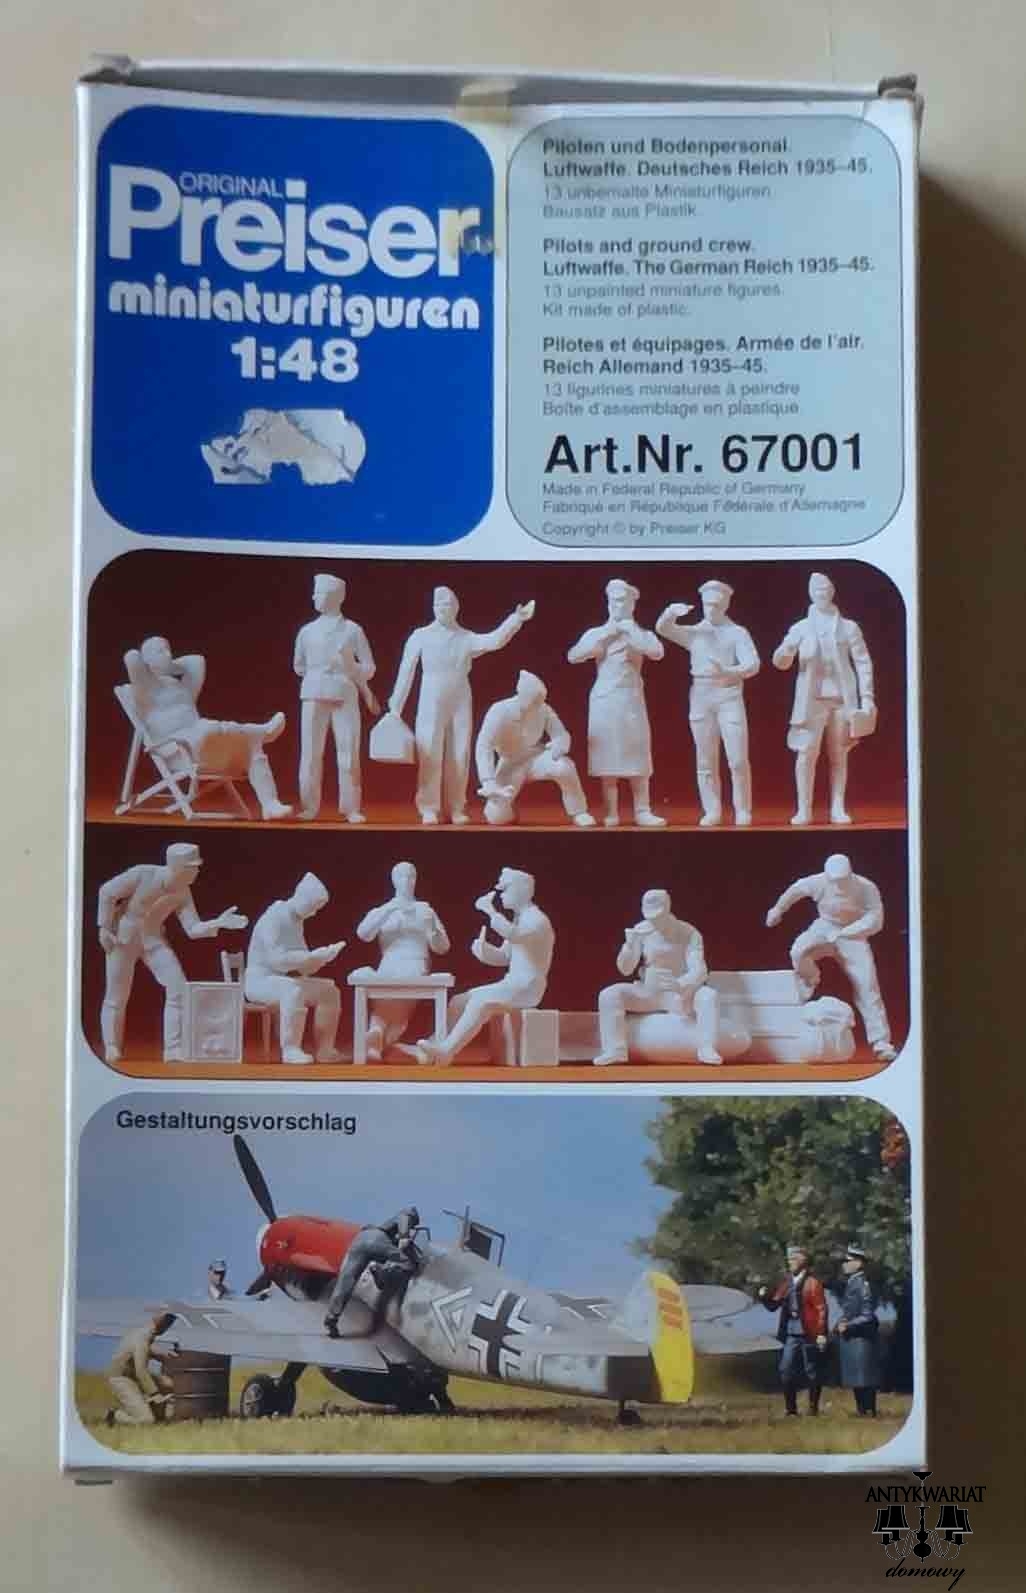 ORIGINAL
Preiser
miniaturfiguren
1:48
Piloten und Bodenpersonal.
Luftwaffe. Deutsches Reich 1935–45.
13 unbemalte Miniaturfiguren.
Bausatz aus Plastik.
Pilots and ground crew.
Luftwaffe. The German Reich 1935–45.
13 unpainted miniature figures.
Kit made of plastic.
Pilotes et équipages. Armée de l'air.
Reich Allemand 1935–45.
13 figurines miniatures à peindre
Boîte d'assemblage en plastique
Art.Nr. 67001
Made in Federal Republic of Germany
Fabriqué en République Fédérale d'Allemagne
Copyright © by Preiser KG
Gestaltungsvorschlag
ANTYKWARIAT
domowy